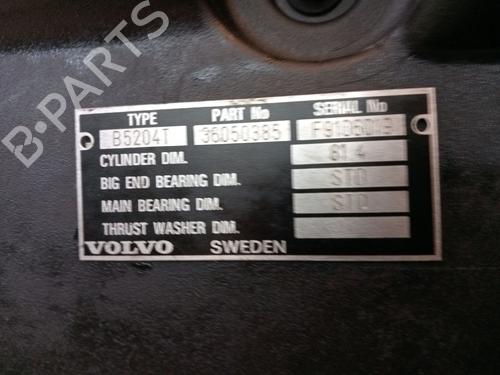 B-PARTS
TYPE PART No SERIAL No
B5204T 36050385
CYLINDER DIM. 81.4
BIG END BEARING DIM. STD
MAIN BEARING DIM. STD
THRUST WASHER DIM.
VOLVO SWEDEN